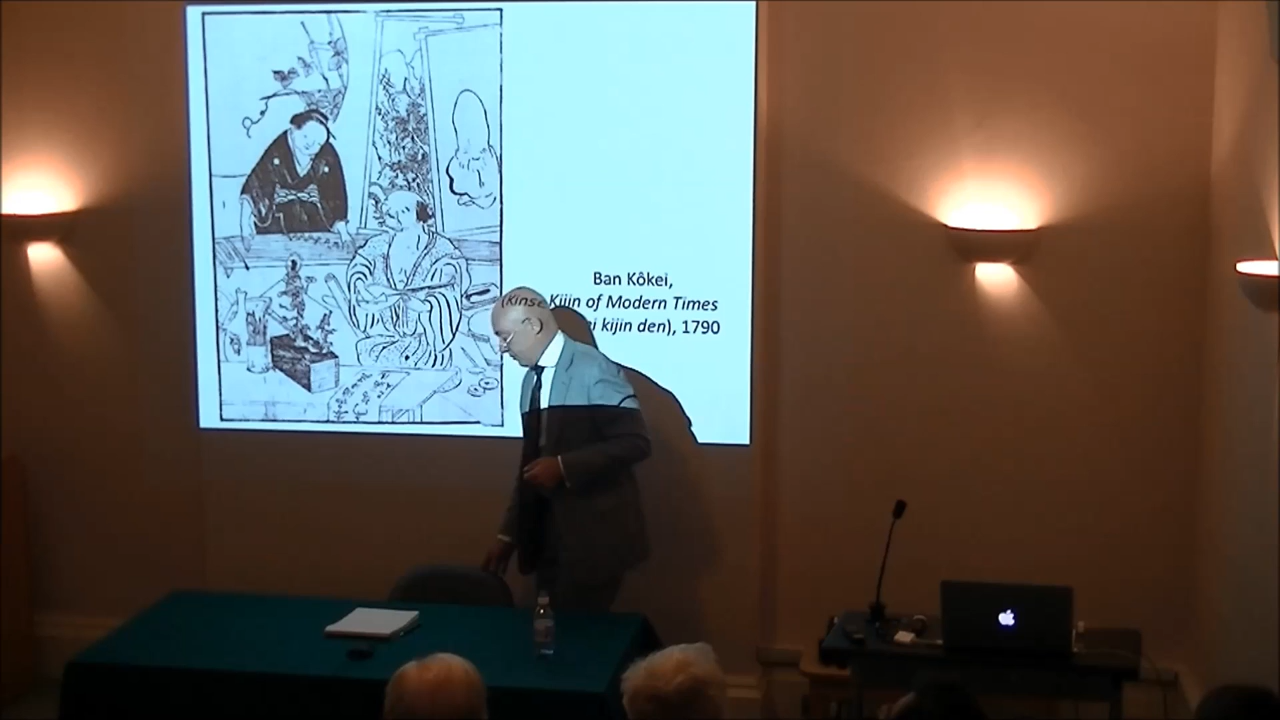 Ban Kôkei,
Kijin of Modern Times
kijin den), 1790